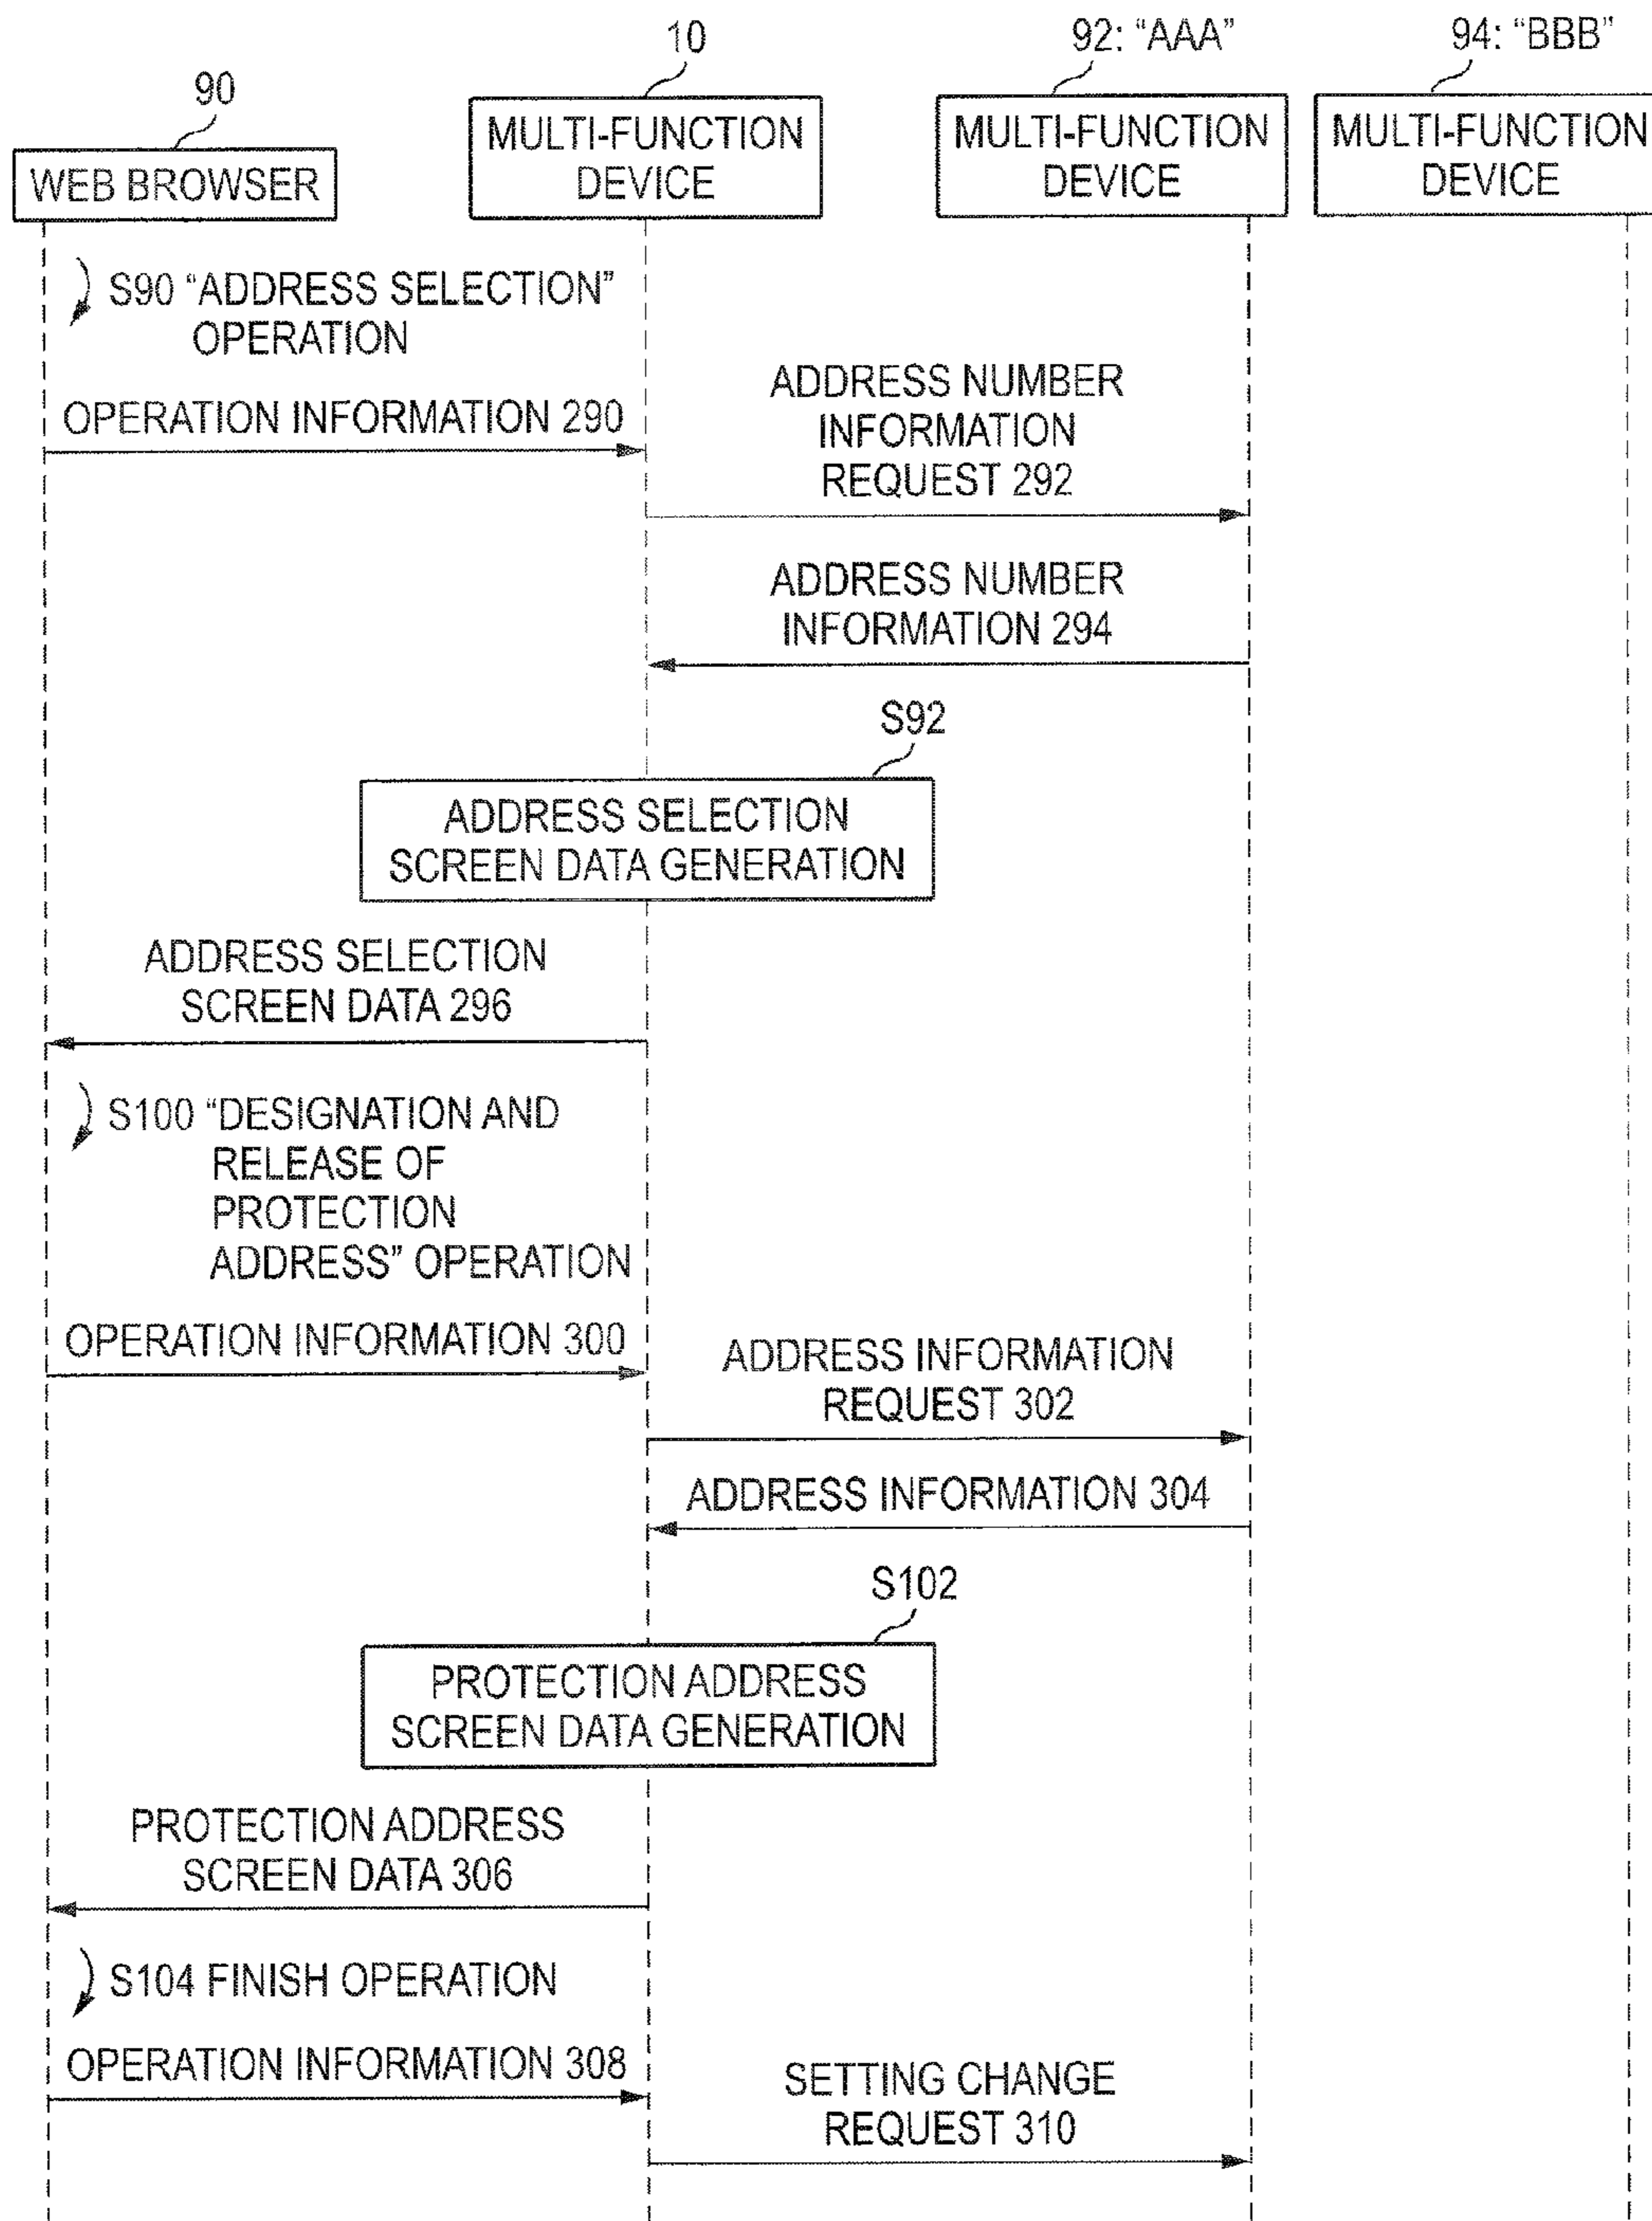 90
WEB BROWSER
10
MULTI-FUNCTION
DEVICE
92: “AAA”
MULTI-FUNCTION
DEVICE
94: “BBB”
MULTI-FUNCTION
DEVICE
S90 “ADDRESS SELECTION”
OPERATION
OPERATION INFORMATION 290
ADDRESS NUMBER
INFORMATION
REQUEST 292
ADDRESS NUMBER
INFORMATION 294
S92
ADDRESS SELECTION
SCREEN DATA GENERATION
ADDRESS SELECTION
SCREEN DATA 296
S100 “DESIGNATION AND
RELEASE OF
PROTECTION
ADDRESS” OPERATION
OPERATION INFORMATION 300
ADDRESS INFORMATION
REQUEST 302
ADDRESS INFORMATION 304
S102
PROTECTION ADDRESS
SCREEN DATA GENERATION
PROTECTION ADDRESS
SCREEN DATA 306
S104 FINISH OPERATION
OPERATION INFORMATION 308
SETTING CHANGE
REQUEST 310